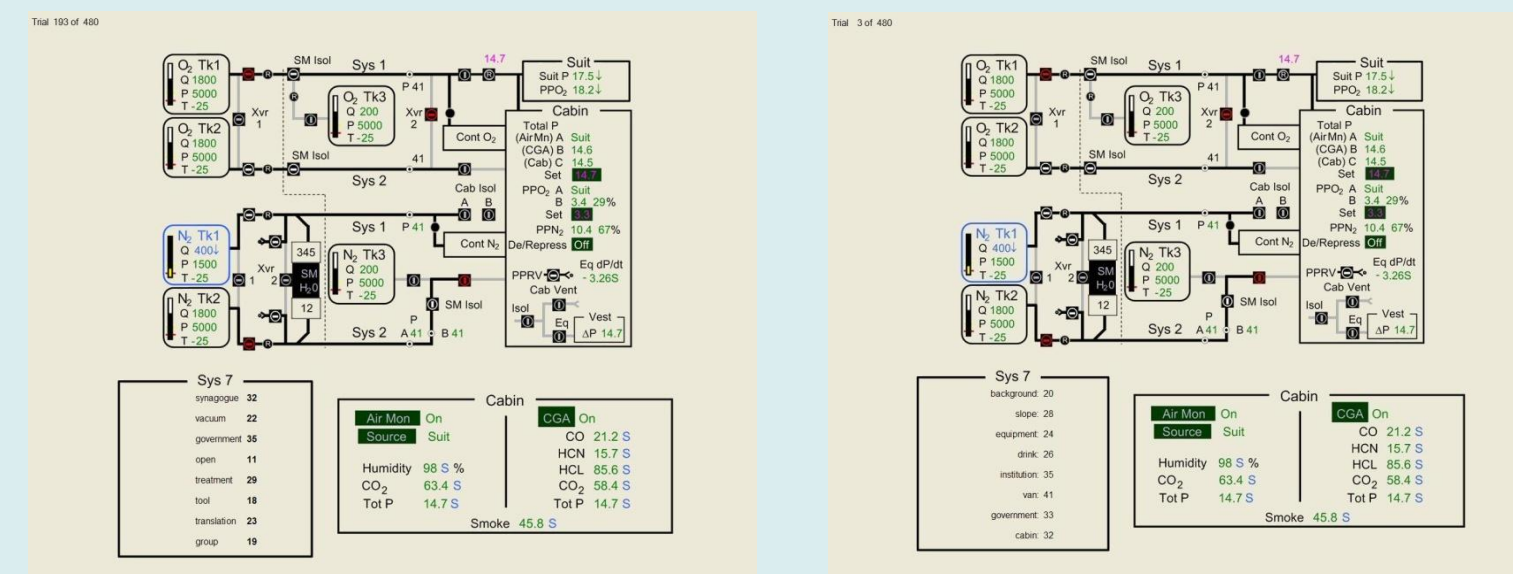 Trial 193 of 480
SM Isol
Sys 1
14.7
Suit
Suit P 17.5↓
PPO2 18.2↓
O2 Tk1
Q 1800
P 5000
T -25
P 41
Xvr
1
O2 Tk3
Q 200
P 5000
T -25
Xvr
2
O2 Tk2
Q 1800
P 5000
T -25
Cont O2
SM Isol
41
Sys 2
Cabin
Total P
(AirMn) A Suit
(CGA) B 14.6
(Cab) C 14.5
Set 14.7
PPO2 A Suit
B 3.4 29%
Set 3.3
PPN2 10.4 67%
De/Repress Off
Cab Isol
A B
N2 Tk1
Q 400↓
P 1500
T -25
Sys 1
P 41
Cont N2
345
SM
H20
12
1
Xvr
2
N2 Tk3
Q 200
P 5000
T -25
N2 Tk2
Q 1800
P 5000
T -25
SM Isol
P
A 41 B 41
Sys 2
Eq dP/dt
PPRV - 3.26S
Cab Vent
Isol
Eq
Vest
ΔP 14.7
Sys 7
synagogue 32
vacuum 22
government 35
open 11
treatment 29
tool 18
translation 23
group 19
Cabin
Air Mon On
Source Suit
Humidity 98 S %
CO2 63.4 S
Tot P 14.7 S
CGA On
CO 21.2 S
HCN 15.7 S
HCL 85.6 S
CO2 58.4 S
Tot P 14.7 S
Smoke 45.8 S
Trial 3 of 480
SM Isol
Sys 1
14.7
Suit
Suit P 17.5↓
PPO2 18.2↓
O2 Tk1
Q 1800
P 5000
T -25
P 41
Xvr
1
O2 Tk3
Q 200
P 5000
T -25
Xvr
2
O2 Tk2
Q 1800
P 5000
T -25
Cont O2
SM Isol
41
Sys 2
Cabin
Total P
(AirMn) A Suit
(CGA) B 14.6
(Cab) C 14.5
Set 14.7
PPO2 A Suit
B 3.4 29%
Set 3.3
PPN2 10.4 67%
De/Repress Off
Cab Isol
A B
N2 Tk1
Q 400↓
P 1500
T -25
Sys 1
P 41
Cont N2
345
SM
H20
12
1
Xvr
2
N2 Tk3
Q 200
P 5000
T -25
N2 Tk2
Q 1800
P 5000
T -25
SM Isol
P
A 41 B 41
Sys 2
Eq dP/dt
PPRV - 3.26S
Cab Vent
Isol
Eq
Vest
ΔP 14.7
Sys 7
background: 20
slope: 28
equipment: 24
drink: 26
institution: 35
van: 41
government: 33
cabin: 32
Cabin
Air Mon On
Source Suit
Humidity 98 S %
CO2 63.4 S
Tot P 14.7 S
CGA On
CO 21.2 S
HCN 15.7 S
HCL 85.6 S
CO2 58.4 S
Tot P 14.7 S
Smoke 45.8 S